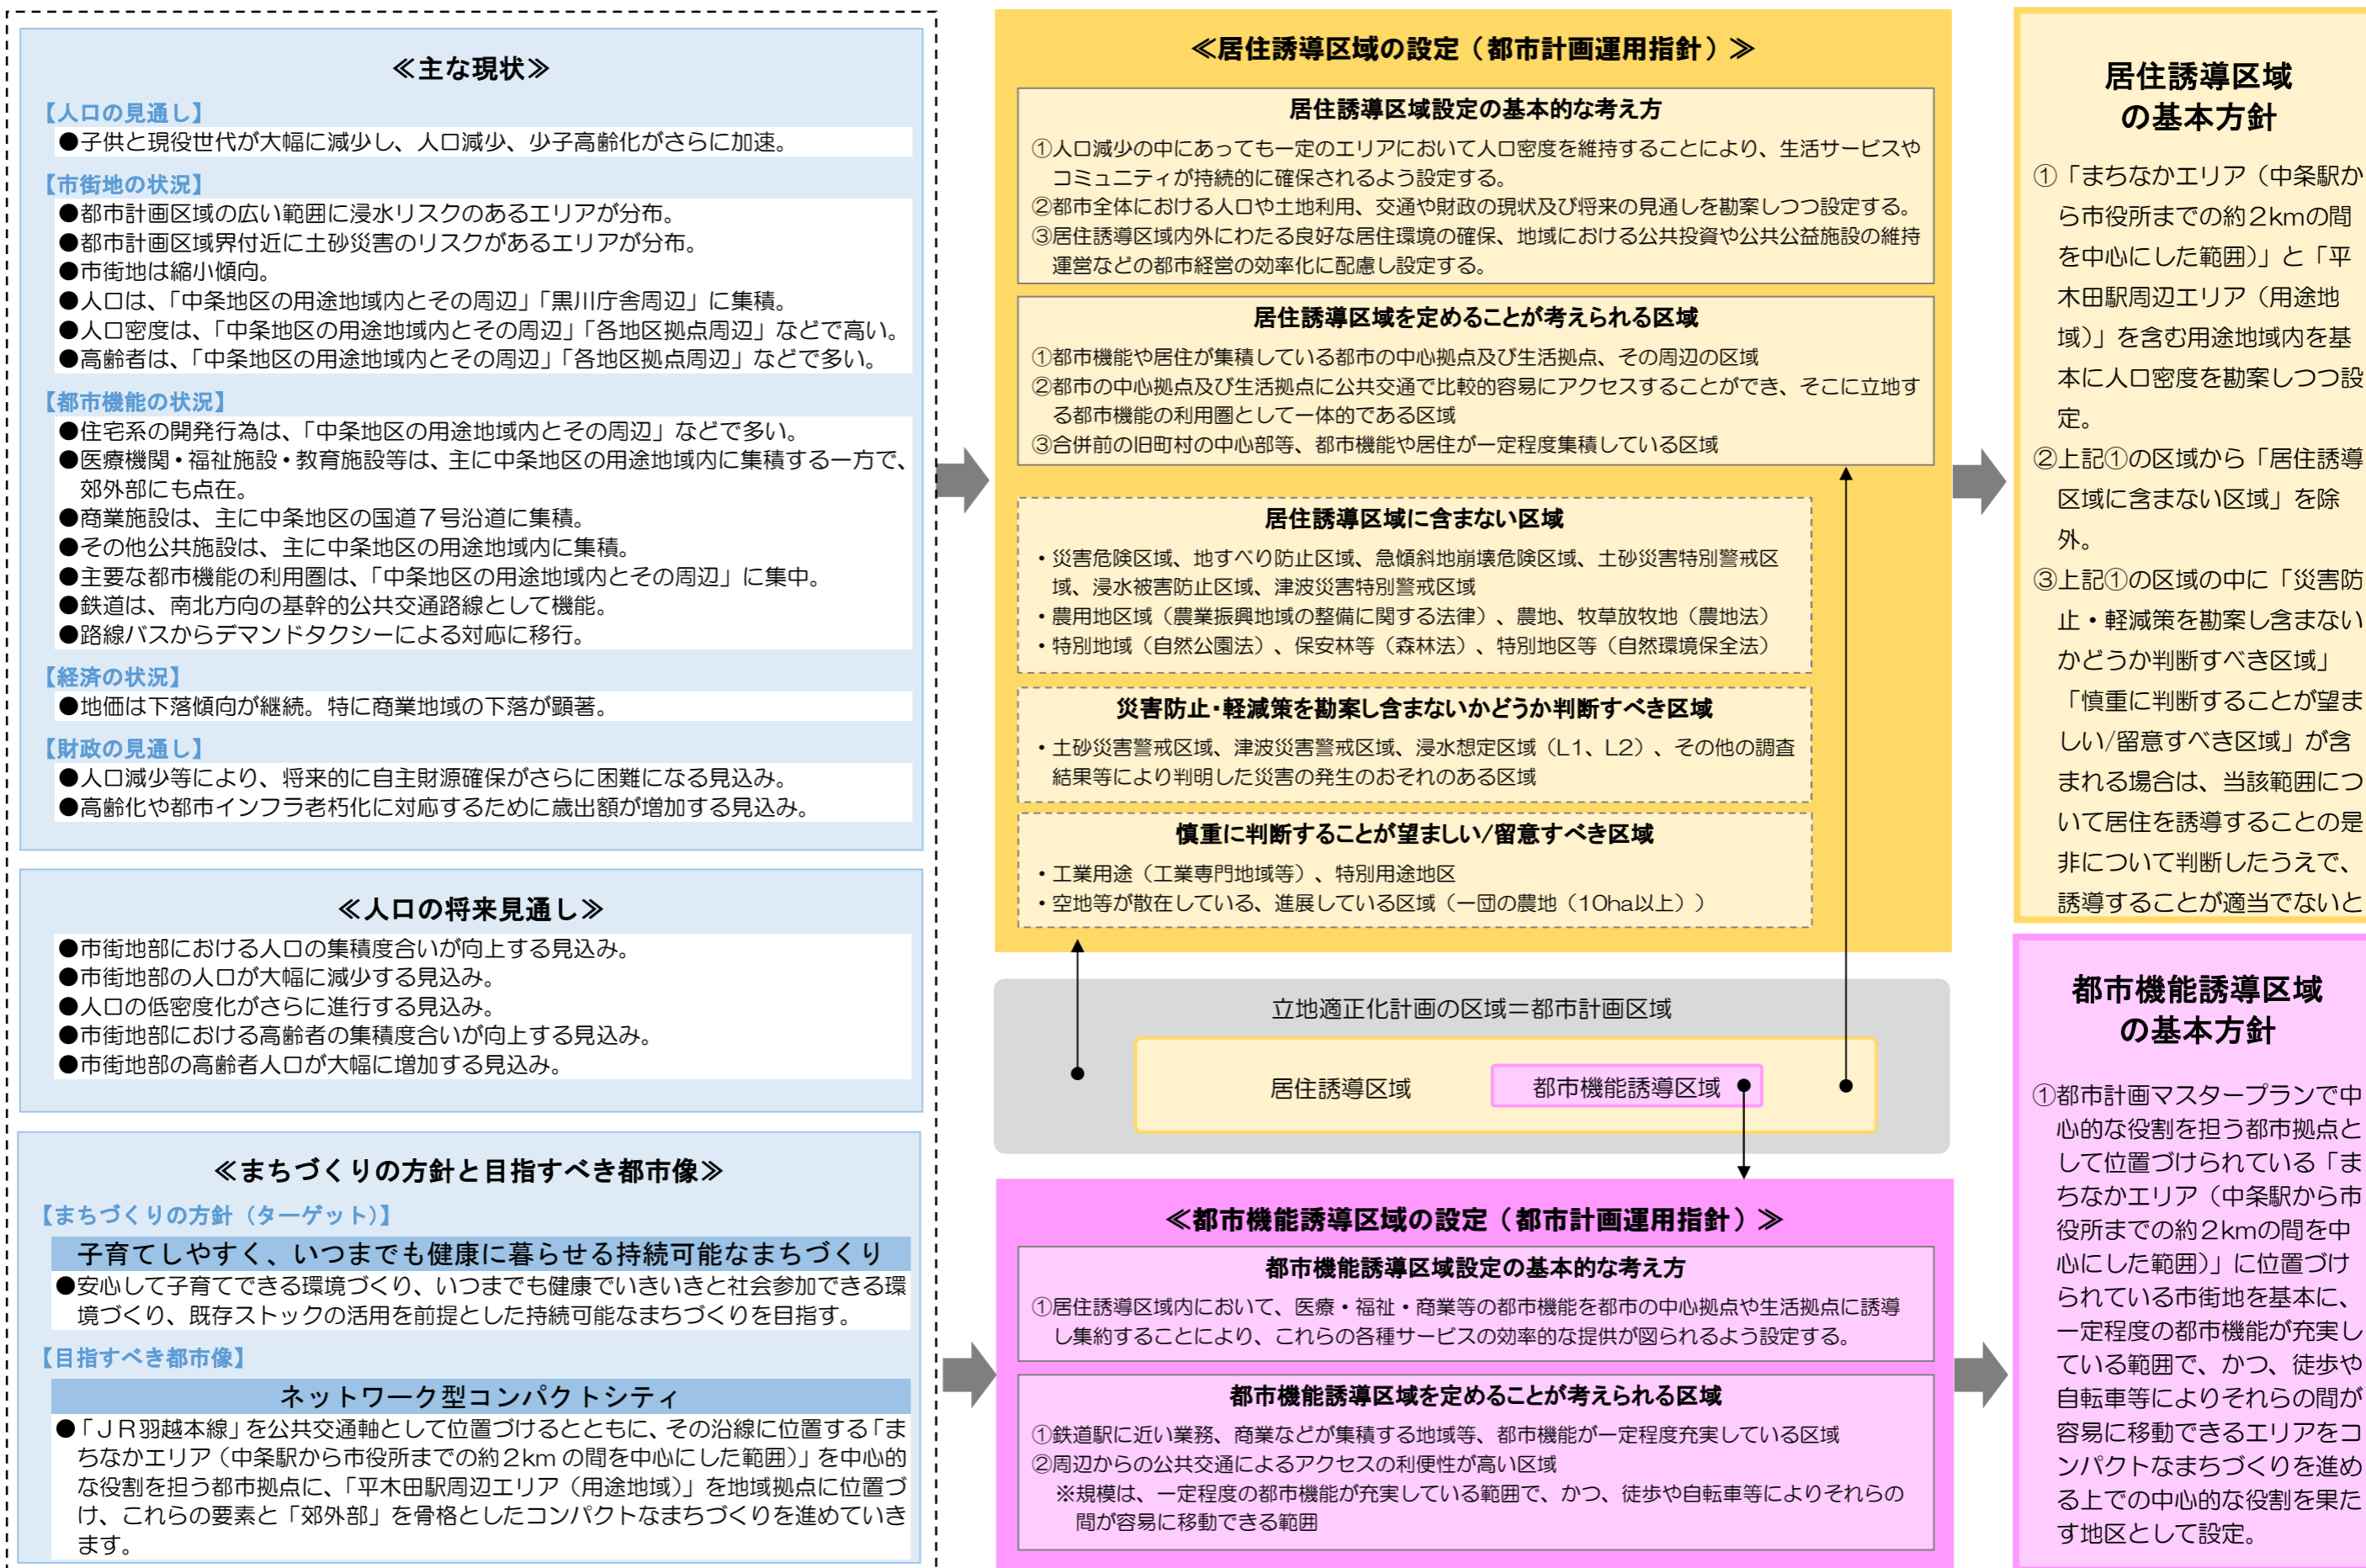 ≪主な現状≫
【人口の見通し】
●子供と現役世代が大幅に減少し、人口減少、少子高齢化がさらに加速。
【市街地の状況】
●都市計画区域の広い範囲に浸水リスクのあるエリアが分布。
●都市計画区域界付近に土砂災害のリスクがあるエリアが分布。
●市街地は縮小傾向。
●人口は、「中条地区の用途地域内とその周辺」「黒川庁舎周辺」に集積。
●人口密度は、「中条地区の用途地域内とその周辺」「各地区拠点周辺」などで高い。
●高齢者は、「中条地区の用途地域内とその周辺」「各地区拠点周辺」などで多い。
【都市機能の状況】
●住宅系の開発行為は、「中条地区の用途地域内とその周辺」などで多い。
●医療機関・福祉施設・教育施設等は、主に中条地区の用途地域内に集積する一方で、
郊外部にも点在。
●商業施設は、主に中条地区の国道7号沿道に集積。
●その他公共施設は、主に中条地区の用途地域内に集積。
●主要な都市機能の利用圏は、「中条地区の用途地域内とその周辺」に集中。
●鉄道は、南北方向の基幹的公共交通路線として機能。
●路線バスからデマンドタクシーによる対応に移行。
【経済の状況】
●地価は下落傾向が継続。特に商業地域の下落が顕著。
【財政の見通し】
●人口減少等により、将来的に自主財源確保がさらに困難になる見込み。
●高齢化や都市インフラ老朽化に対応するために歳出額が増加する見込み。
≪人口の将来見通し≫
●市街地部における人口の集積度合いが向上する見込み。
●市街地部の人口が大幅に減少する見込み。
●人口の低密度化がさらに進行する見込み。
●市街地部における高齢者の集積度合いが向上する見込み。
●市街地部の高齢者人口が大幅に増加する見込み。
≪まちづくりの方針と目指すべき都市像≫
【まちづくりの方針（ターゲット）】
子育てしやすく、いつまでも健康に暮らせる持続可能なまちづくり
●安心して子育てできる環境づくり、いつまでも健康でいきいきと社会参加できる環
境づくり、既存ストックの活用を前提とした持続可能なまちづくりを目指す。
【目指すべき都市像】
ネットワーク型コンパクトシティ
●「ＪＲ羽越本線」を公共交通軸として位置づけるとともに、その沿線に位置する「ま
ちなかエリア（中条駅から市役所までの約2km の間を中心にした範囲）」を中心的
な役割を担う都市拠点に、「平木田駅周辺エリア（用途地域）」を地域拠点に位置づ
け、これらの要素と「郊外部」を骨格としたコンパクトなまちづくりを進めていき
ます。
≪居住誘導区域の設定（都市計画運用指針）≫
居住誘導区域設定の基本的な考え方
①人口減少の中にあっても一定のエリアにおいて人口密度を維持することにより、生活サービスや
コミュニティが持続的に確保されるよう設定する。
②都市全体における人口や土地利用、交通や財政の現状及び将来の見通しを勘案しつつ設定する。
③居住誘導区域内外にわたる良好な居住環境の確保、地域における公共投資や公共公益施設の維持
運営などの都市経営の効率化に配慮し設定する。
居住誘導区域を定めることが考えられる区域
①都市機能や居住が集積している都市の中心拠点及び生活拠点、その周辺の区域
②都市の中心拠点及び生活拠点に公共交通で比較的容易にアクセスすることができ、そこに立地す
る都市機能の利用圏として一体的である区域
③合併前の旧町村の中心部等、都市機能や居住が一定程度集積している区域
居住誘導区域に含まない区域
・災害危険区域、地すべり防止区域、急傾斜地崩壊危険区域、土砂災害特別警戒区
域、浸水被害防止区域、津波災害特別警戒区域
・農用地区域（農業振興地域の整備に関する法律）、農地、牧草放牧地（農地法）
・特別地域（自然公園法）、保安林等（森林法）、特別地区等（自然環境保全法）
災害防止・軽減策を勘案し含まないかどうか判断すべき区域
・土砂災害警戒区域、津波災害警戒区域、浸水想定区域（L1、L2）、その他の調査
結果等により判明した災害の発生のおそれのある区域
慎重に判断することが望ましい/留意すべき区域
・工業用途（工業専門地域等）、特別用途地区
・空地等が散在している、進展している区域（一団の農地（10ha以上））
立地適正化計画の区域＝都市計画区域
居住誘導区域
都市機能誘導区域
≪都市機能誘導区域の設定（都市計画運用指針）≫
都市機能誘導区域設定の基本的な考え方
①居住誘導区域内において、医療・福祉・商業等の都市機能を都市の中心拠点や生活拠点に誘導
し集約することにより、これらの各種サービスの効率的な提供が図られるよう設定する。
都市機能誘導区域を定めることが考えられる区域
①鉄道駅に近い業務、商業などが集積する地域等、都市機能が一定程度充実している区域
②周辺からの公共交通によるアクセスの利便性が高い区域
※規模は、一定程度の都市機能が充実している範囲で、かつ、徒歩や自転車等によりそれらの
間が容易に移動できる範囲
居住誘導区域
の基本方針
①「まちなかエリア（中条駅か
ら市役所までの約2kmの間
を中心にした範囲）」と「平
木田駅周辺エリア（用途地
域）」を含む用途地域内を基
本に人口密度を勘案しつつ設
定。
②上記①の区域から「居住誘導
区域に含まない区域」を除
外。
③上記①の区域の中に「災害防
止・軽減策を勘案し含まない
かどうか判断すべき区域」
「慎重に判断することが望ま
しい/留意すべき区域」が含
まれる場合は、当該範囲につ
いて居住を誘導することの是
非について判断したうえで、
誘導することが適当でないと
都市機能誘導区域
の基本方針
①都市計画マスタープランで中
心的な役割を担う都市拠点と
して位置づけられている「ま
ちなかエリア（中条駅から市
役所までの約2kmの間を中
心にした範囲）」に位置づけ
られている市街地を基本に、
一定程度の都市機能が充実し
ている範囲で、かつ、徒歩や
自転車等によりそれらの間が
容易に移動できるエリアをコ
ンパクトなまちづくりを進め
る上での中心的な役割を果た
す地区として設定。